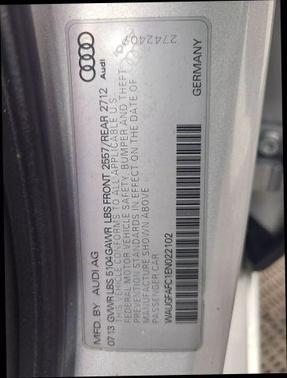 MFD BY AUDI AG
07 13 GVWR LBS 5104 GAWR LBS FRONT 2557/REAR 2712
THIS VEHICLE CONFORMS TO ALL APPLICABLE U.S.
FEDERAL MOTOR VEHICLE SAFETY, BUMPER AND THEFT
PREVENTION STANDARDS IN EFFECT ON THE DATE OF
MANUFACTURE SHOWN ABOVE
PASSENGER CAR
WAUGFAFC1EN022102
GERMANY
Audi